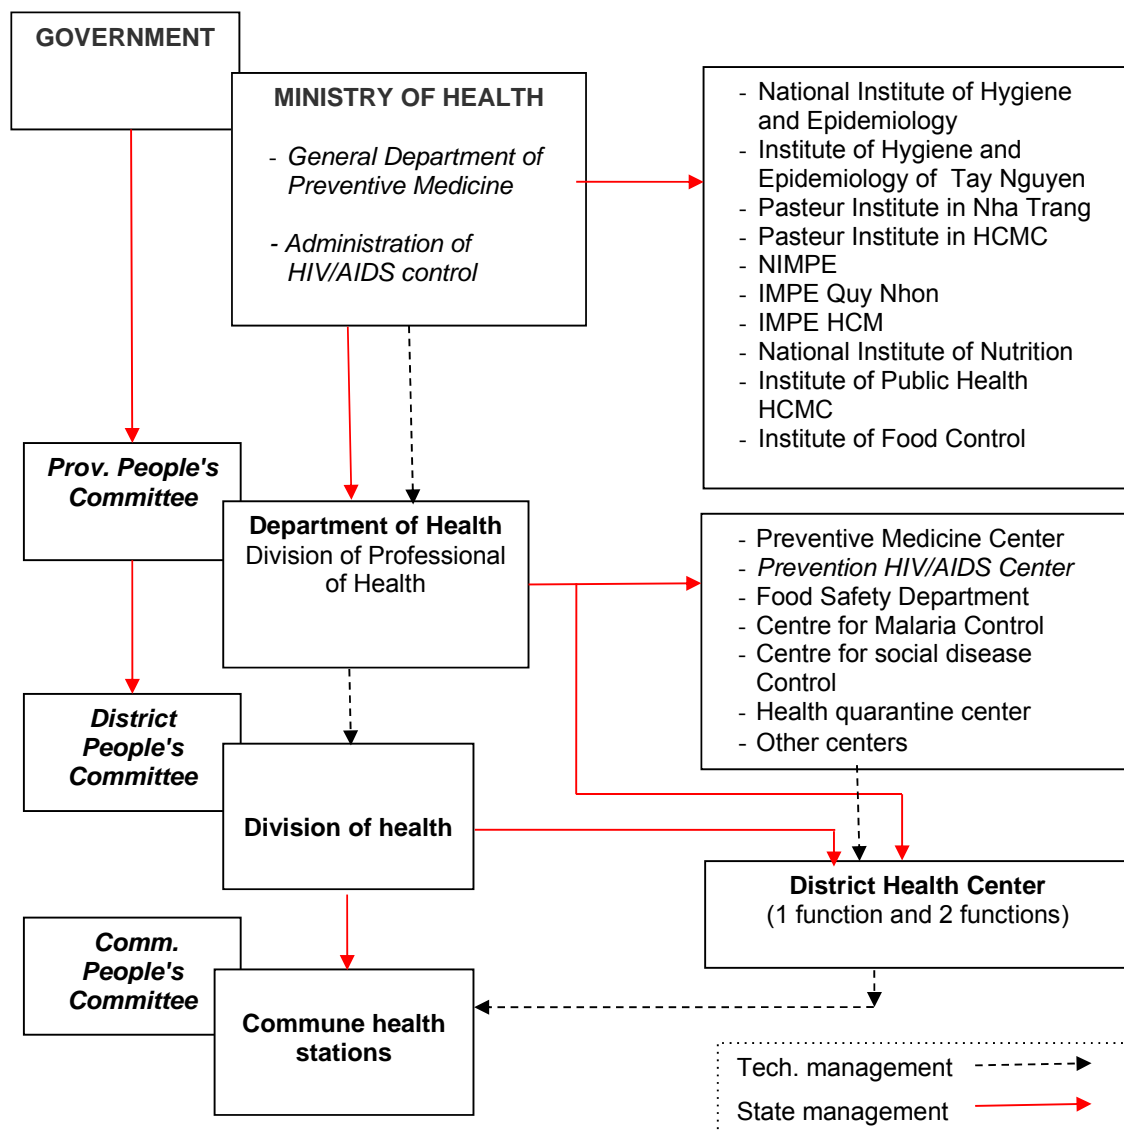 GOVERNMENT
MINISTRY OF HEALTH
- General Department of
Preventive Medicine
- Administration of
HIV/AIDS control
- National Institute of Hygiene
and Epidemiology
- Institute of Hygiene and
Epidemiology of Tay Nguyen
- Pasteur Institute in Nha Trang
- Pasteur Institute in HCMC
- NIMPE
- IMPE Quy Nhon
- IMPE HCM
- National Institute of Nutrition
- Institute of Public Health
HCMC
- Institute of Food Control
Prov. People's
Committee
Department of Health
Division of Professional
of Health
- Preventive Medicine Center
- Prevention HIV/AIDS Center
- Food Safety Department
- Centre for Malaria Control
- Centre for social disease
Control
- Health quarantine center
- Other centers
District
People's
Committee
Division of health
District Health Center
(1 function and 2 functions)
Comm.
People's
Committee
Commune health
stations
Tech. management
State management